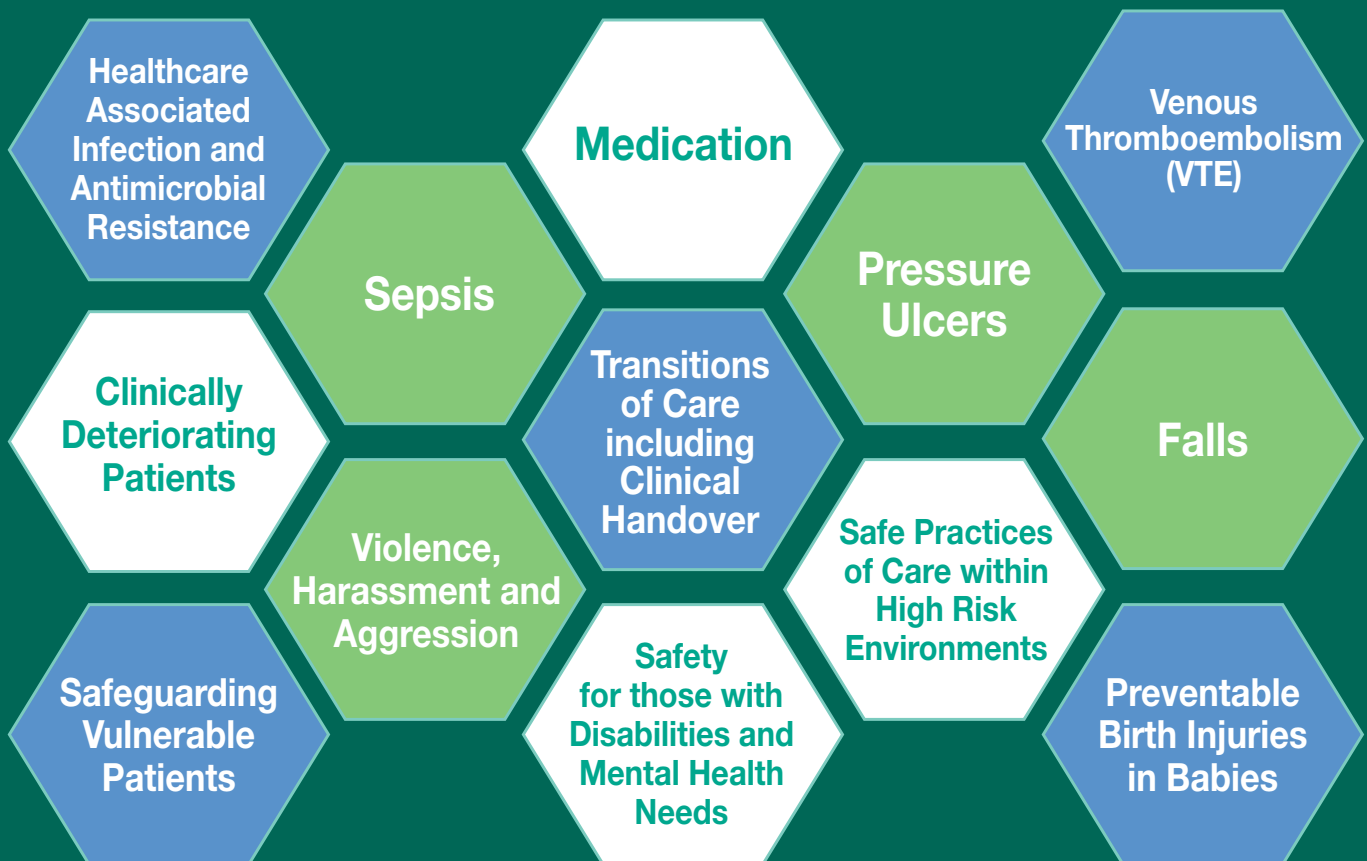 Healthcare
Associated
Infection and
Antimicrobial
Resistance
Medication
Venous
Thromboembolism
(VTE)
Sepsis
Pressure
Ulcers
Clinically
Deteriorating
Patients
Transitions
of Care
including
Clinical
Handover
Falls
Violence,
Harassment and
Aggression
Safe Practices
of Care within
High Risk
Environments
Safeguarding
Vulnerable
Patients
Safety
for those with
Disabilities and
Mental Health
Needs
Preventable
Birth Injuries
in Babies